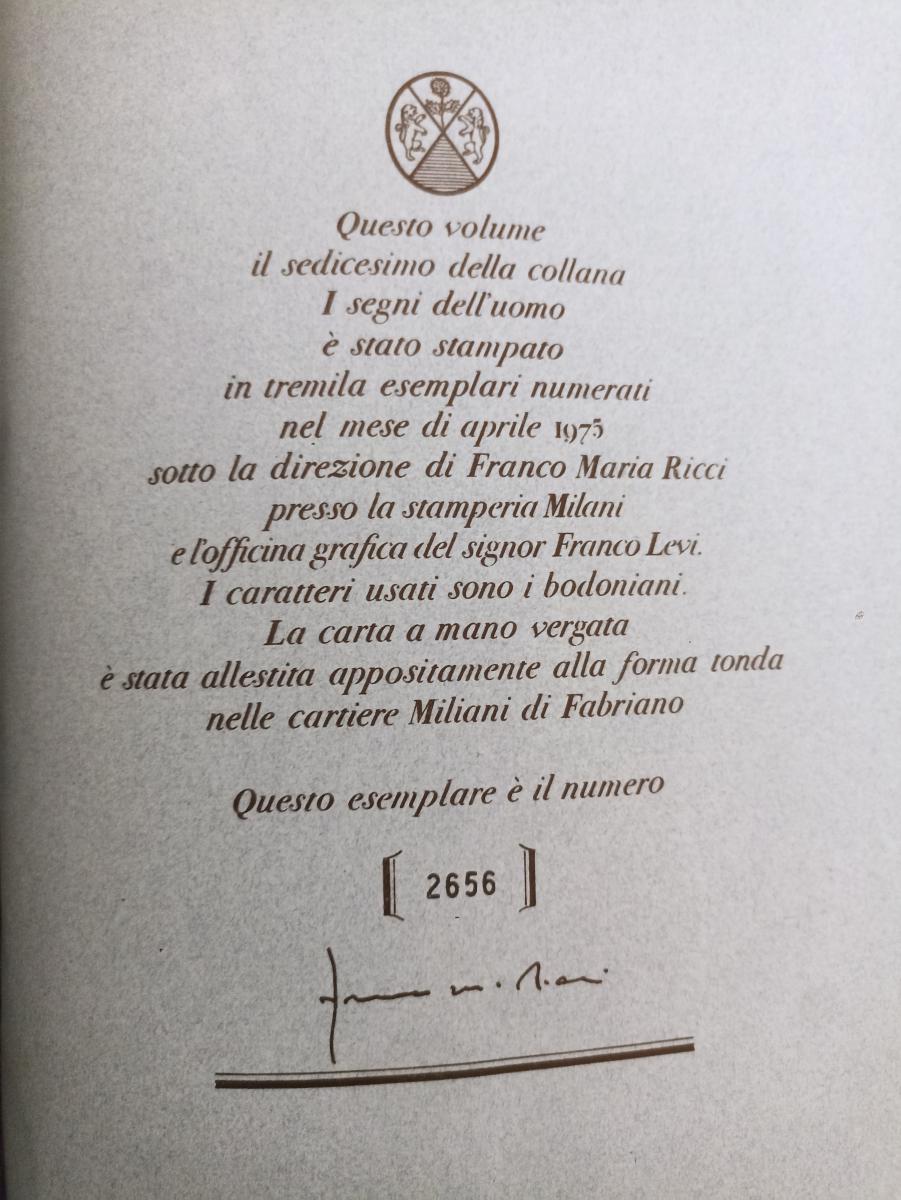 Questo volume
il sedicesimo della collana
I segni dell'uomo
è stato stampato
in tremila esemplari numerati
nel mese di aprile 1975
sotto la direzione di Franco Maria Ricci
presso la stamperia Milani
e l'officina grafica del signor Franco Levi.
I caratteri usati sono i bodoniani.
La carta a mano vergata
è stata allestita appositamente alla forma tonda
nelle cartiere Miliani di Fabriano
Questo esemplare è il numero
[ 2656 ]
franco m. Ricci